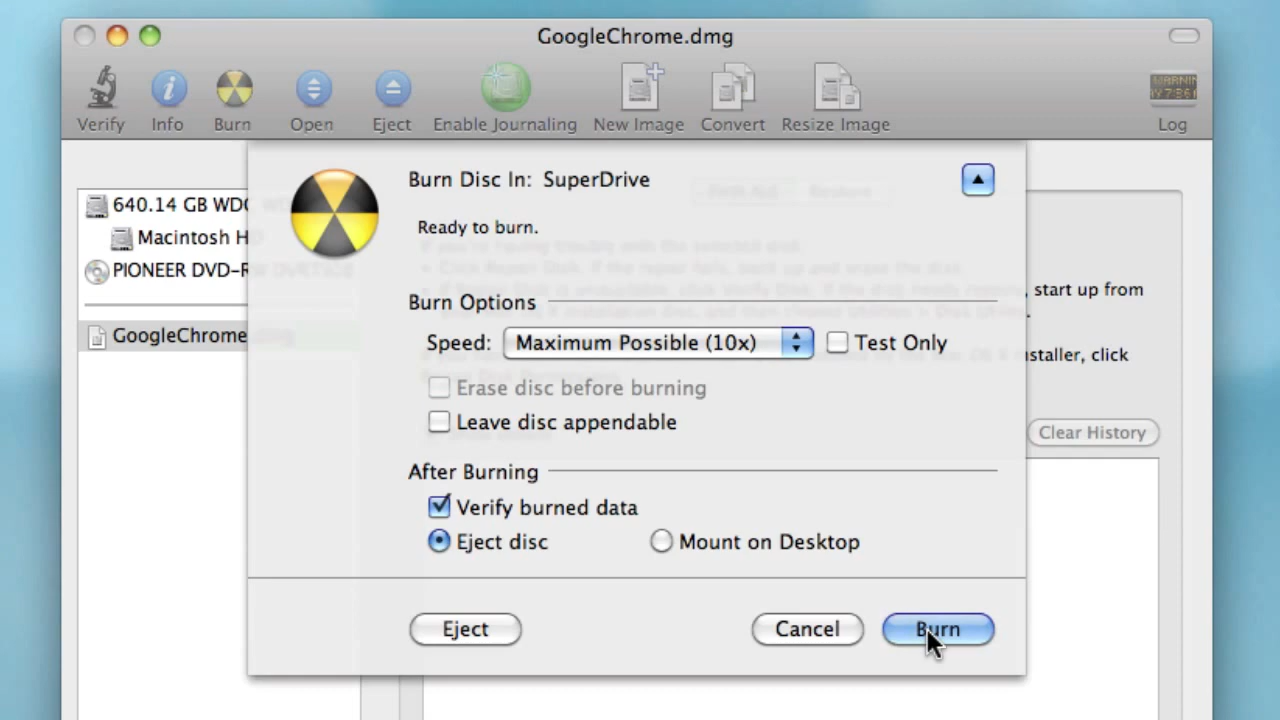 GoogleChrome.dmg
Verify Info Burn Open Eject Enable Journaling New Image Convert Resize Image Log
Burn Disc In: SuperDrive
Ready to burn.
640.14 GB WDC
Macintosh HD
PIONEER DVD-R
GoogleChrome.dmg
Burn Options
Speed: Maximum Possible (10x) Test Only
Erase disc before burning
Leave disc appendable
After Burning
Verify burned data
Eject disc Mount on Desktop
Eject Cancel Burn
, start up from
installer, click
Clear History